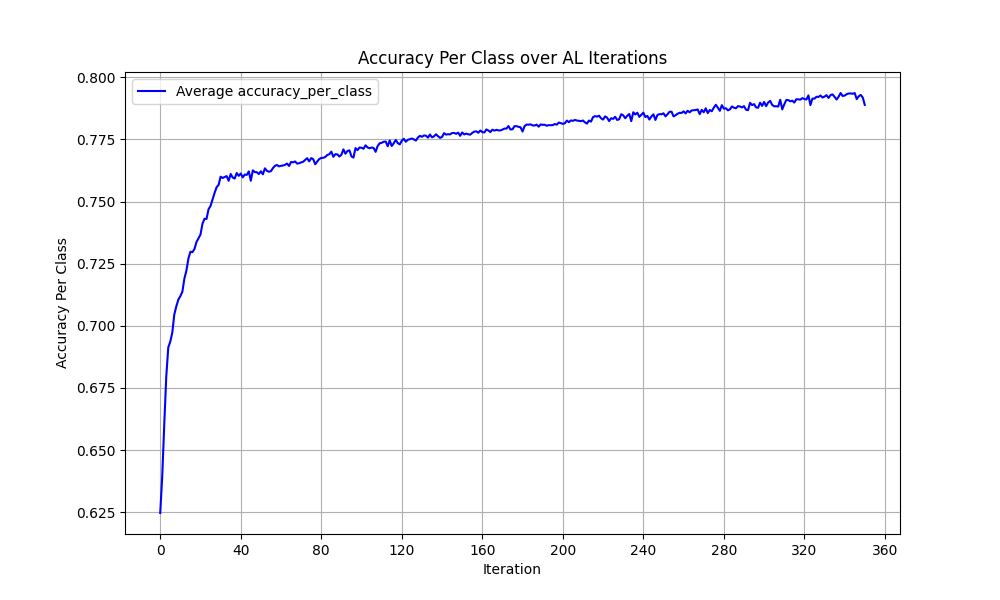 Accuracy Per Class over AL Iterations
Average accuracy_per_class
Accuracy Per Class
0.800
0.775
0.750
0.725
0.700
0.675
0.650
0.625
0 40 80 120 160 200 240 280 320 360
Iteration